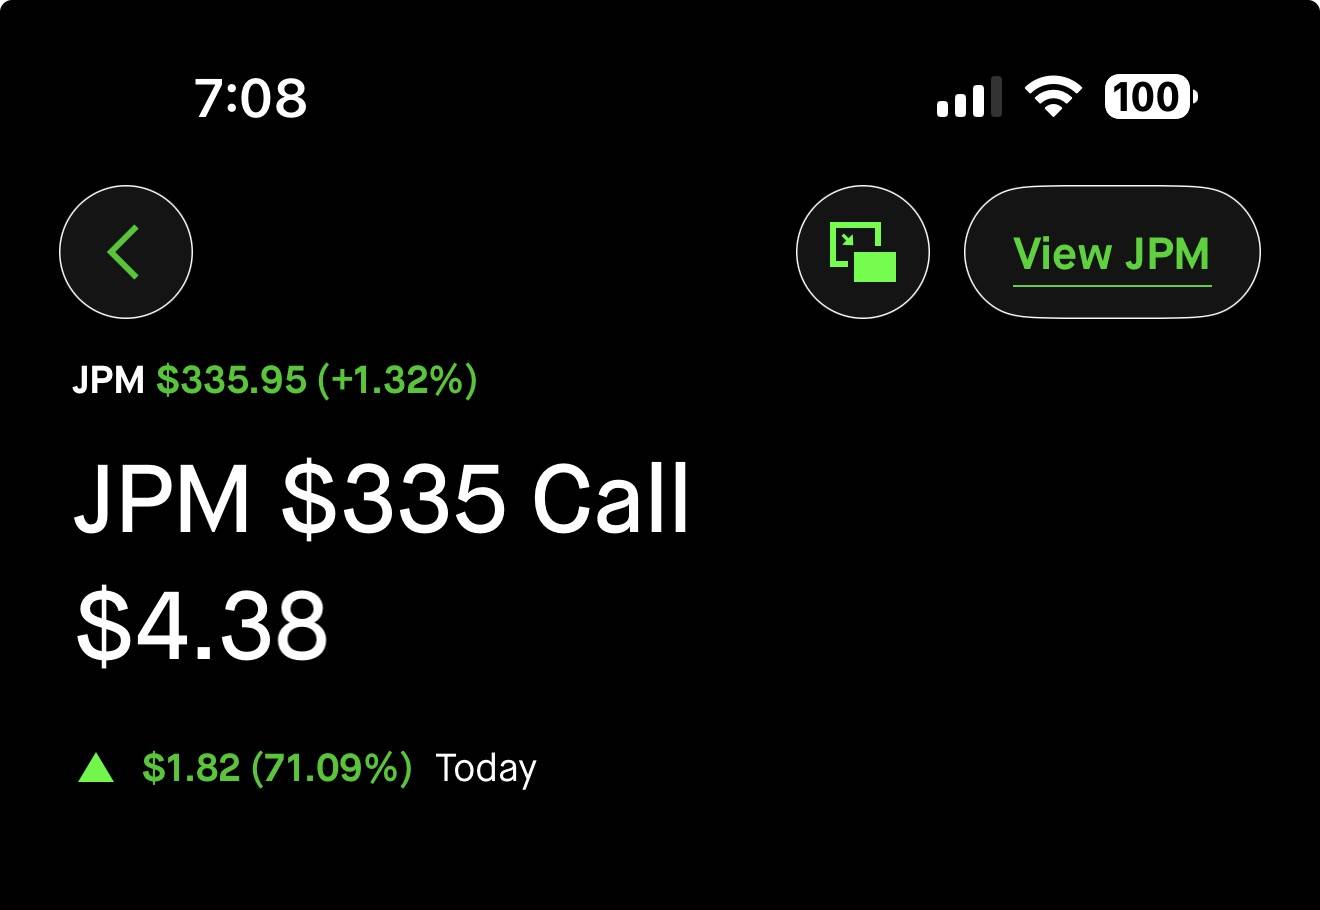 7:08
100
View JPM
JPM $335.95 (+1.32%)
JPM $335 Call
$4.38
$1.82 (71.09%) Today